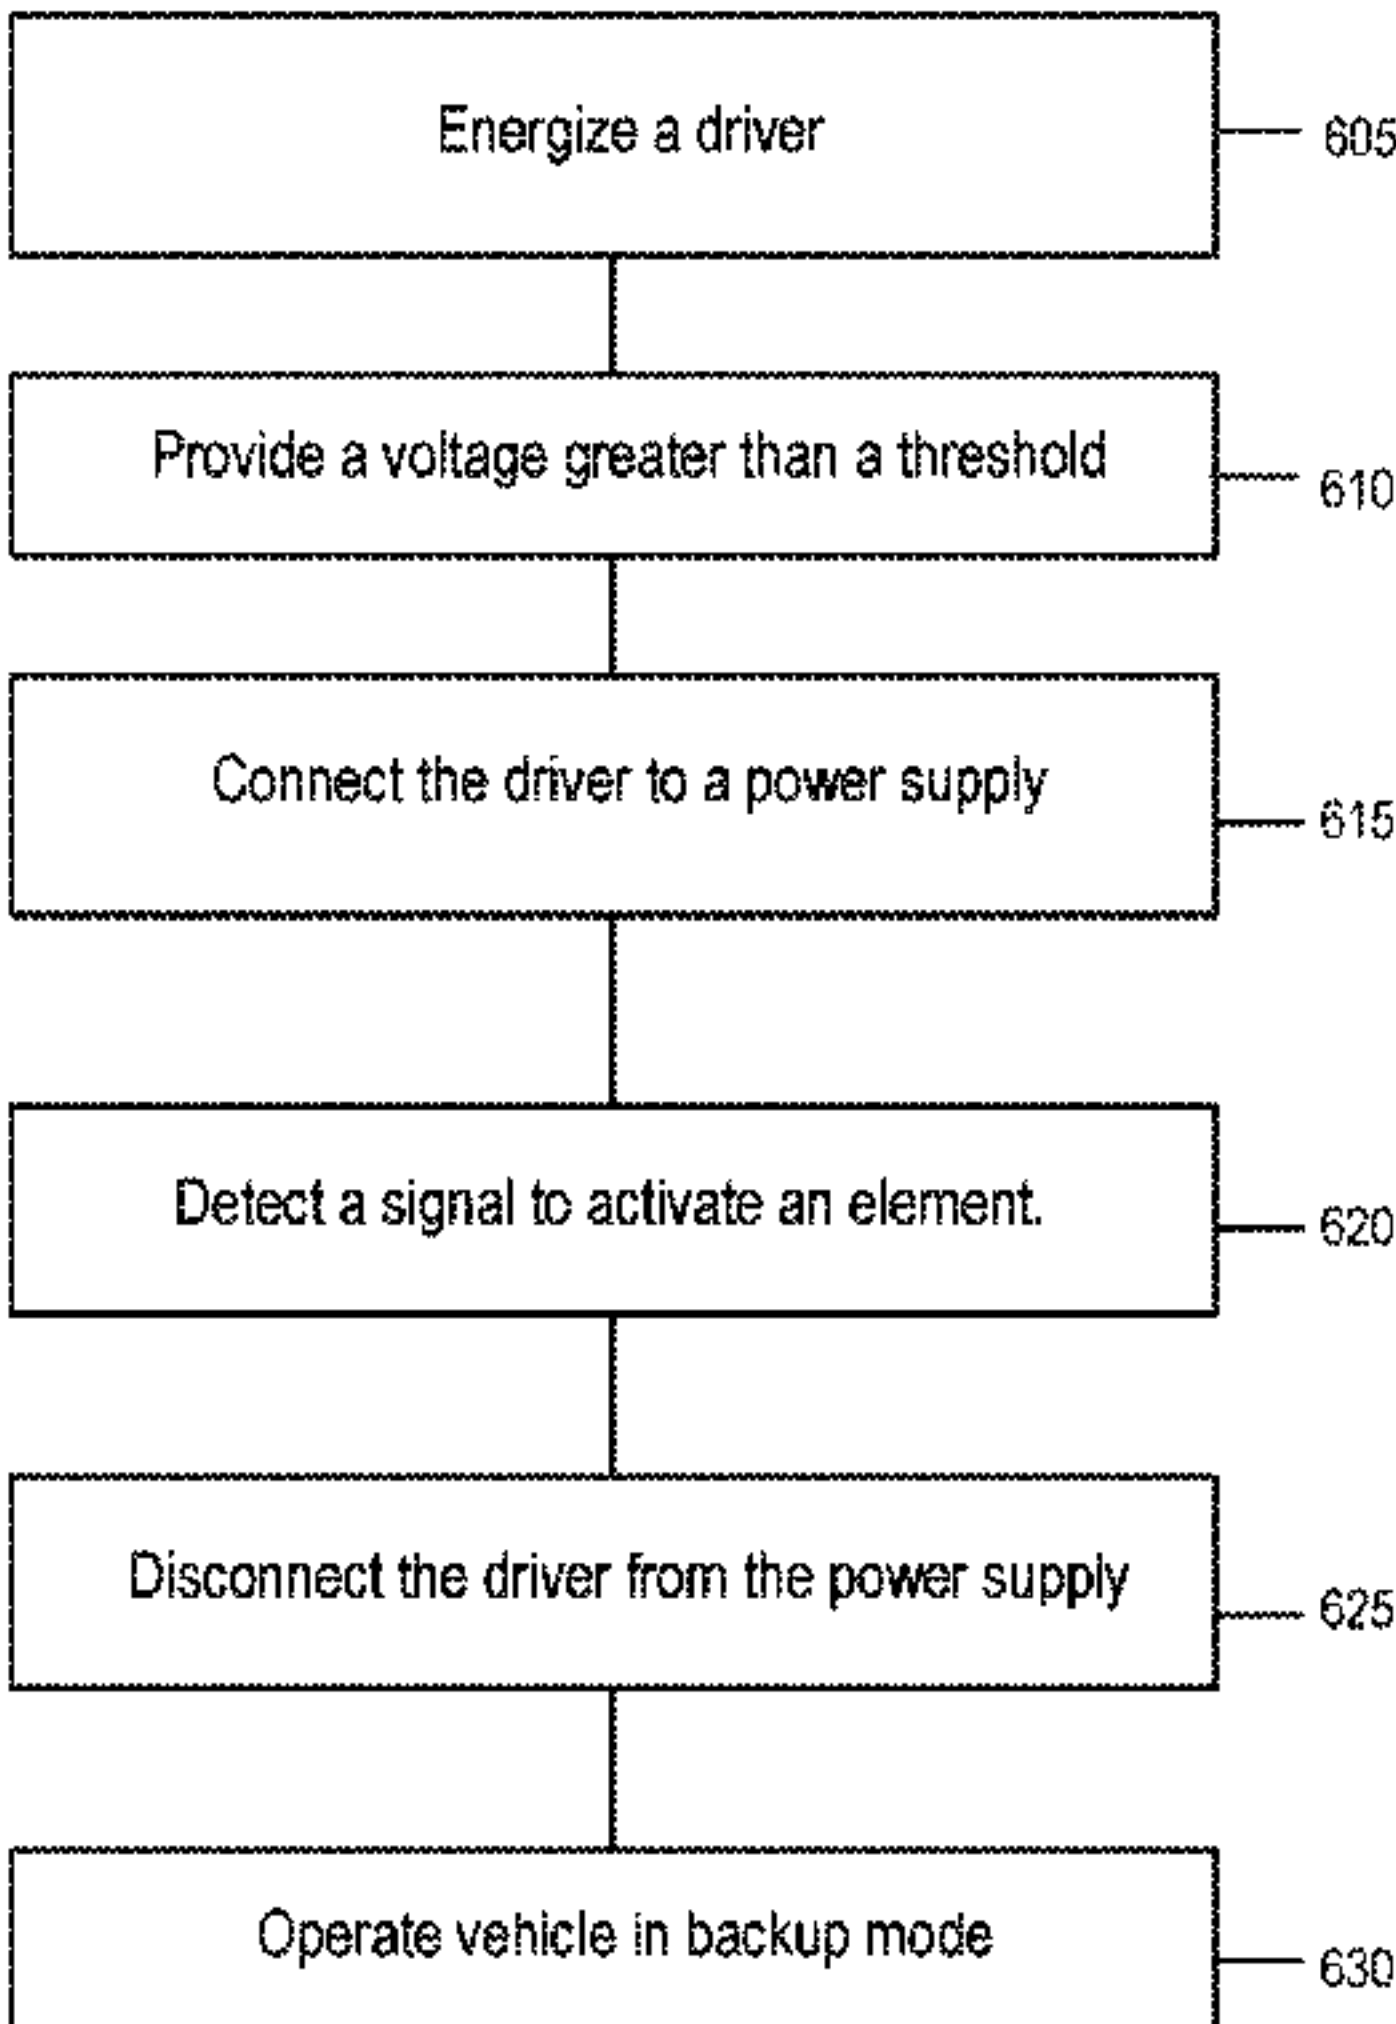 Energize a driver
605
Provide a voltage greater than a threshold
610
Connect the driver to a power supply
615
Detect a signal to activate an element.
620
Disconnect the driver from the power supply
625
Operate vehicle in backup mode
630